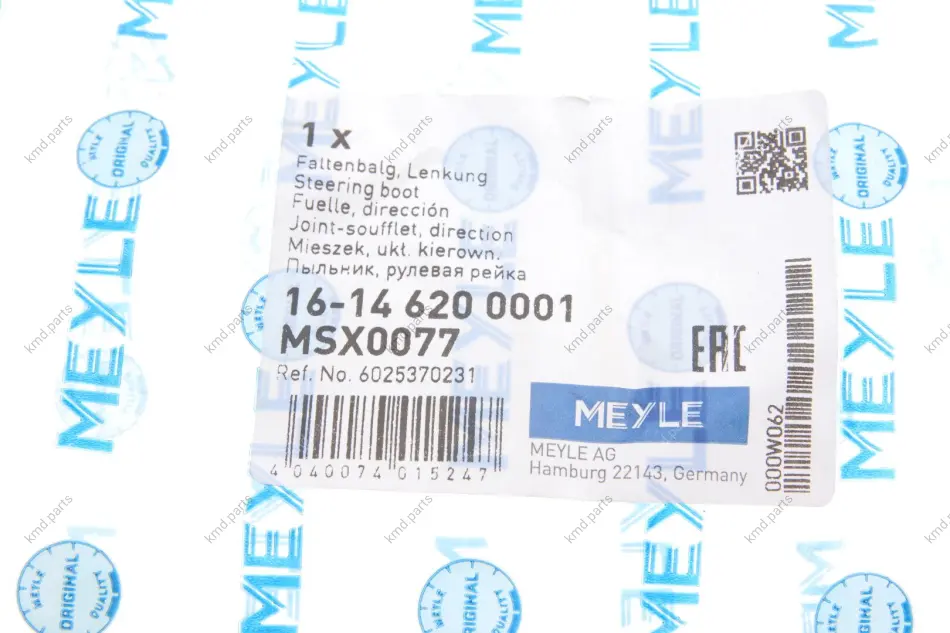 1 x
Faltenbalg, Lenkung
Steering boot
Fuelle, dirección
Joint-soufflet, direction
Mieszek, ukł. kierown.
Пыльник, рулевая рейка
16-14 620 0001
MSX0077
Ref. No. 6025370231
4 040074 015247
EAC
MEYLE
MEYLE AG
Hamburg 22143, Germany
000W062
MEYLE
MEYLE ORIGINAL QUALITY
kmd.parts